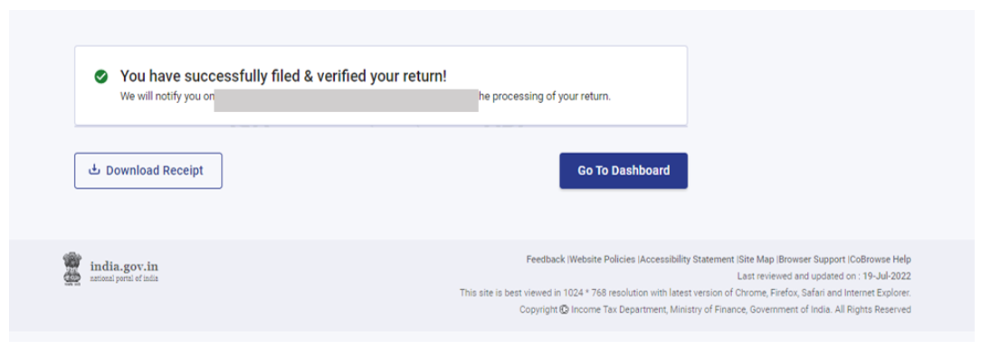 You have successfully filed & verified your return!
We will notify you on he processing of your return.
Download Receipt
Go To Dashboard
india.gov.in
national portal of india
Feedback |Website Policies |Accessibility Statement |Site Map |Browser Support |CoBrowse Help
Last reviewed and updated on : 19-Jul-2022
This site is best viewed in 1024 * 768 resolution with latest version of Chrome, Firefox, Safari and Internet Explorer.
Copyright © Income Tax Department, Ministry of Finance, Government of India. All Rights Reserved